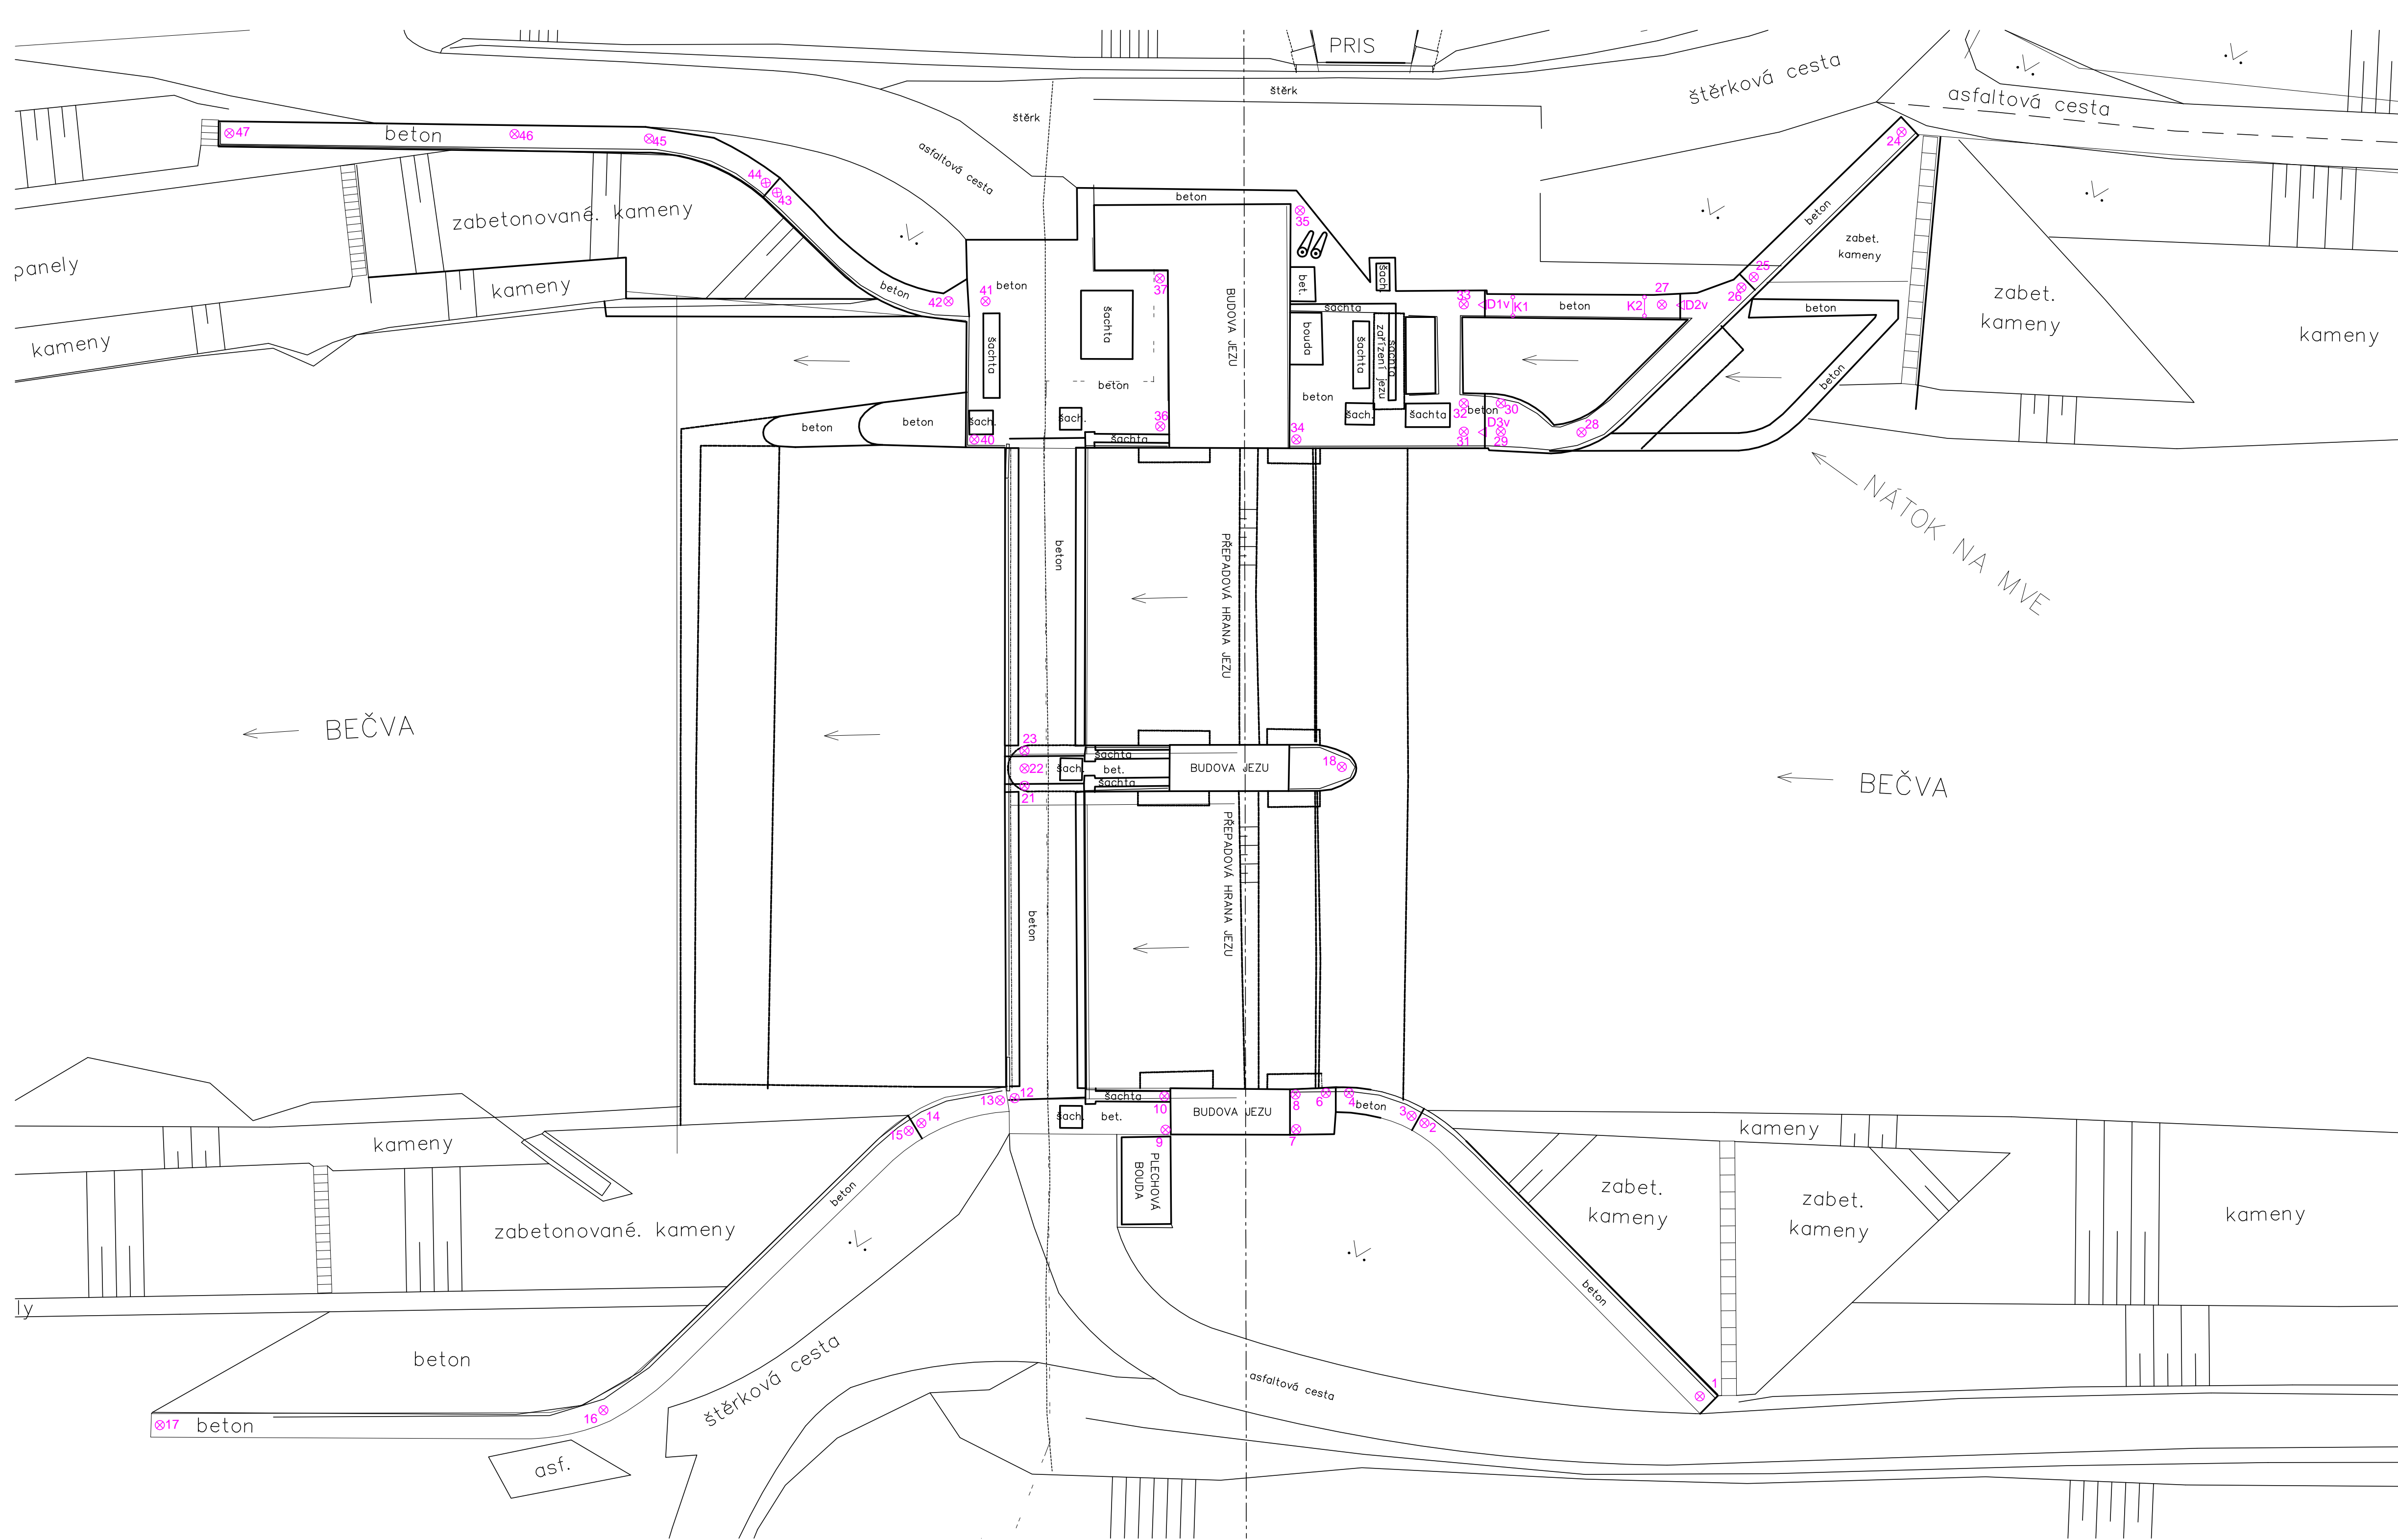 PRIS
štěrková cesta
štěrk
asfaltová cesta
štěrk
24
47
beton
46
45
asfaltová cesta
44
43
beton
zabetonované. kameny
35
beton
zabet.
kameny
panely
kameny
beton
42
41
beton
37
šachta
BUDOVA JEZU
bet.
šach.
šachta
33
D1v
K1
beton
K2
27
D2v
25
26
beton
zabet.
kameny
kameny
kameny
šachta
šachta
bouda
šachta
zařízení jezu
šachta
beton
beton
beton
beton
beton
šach.
40
šach.
36
šachta
34
šach.
šachta
32
beton
30
D3v
31
29
28
NÁTOK NA MVE
beton
PŘEPADOVÁ HRANA JEZU
BEČVA
23
22
21
šachta
šach.
bet.
šachta
BUDOVA JEZU
18
BEČVA
beton
PŘEPADOVÁ HRANA JEZU
13
12
14
15
šachta
šach.
bet.
10
9
BUDOVA JEZU
8
7
6
4
beton
3
2
kameny
kameny
PLECHOVÁ
BOUDA
beton
zabet.
kameny
zabet.
kameny
kameny
zabetonované. kameny
beton
ly
beton
štěrková cesta
asfaltová cesta
1
17
beton
16
asf.